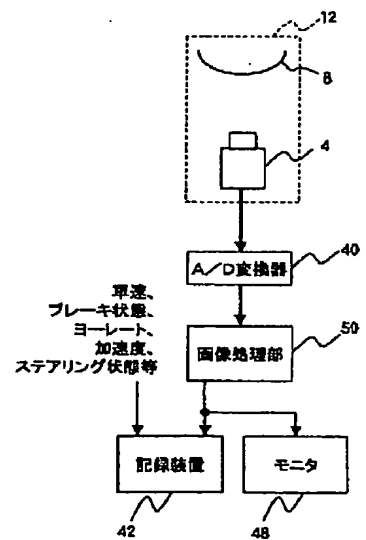 12
8
4
A/D変換器
40
車速、
ブレーキ状態、
ヨーレート、
加速度、
ステアリング状態等
画像処理部
50
記録装置
モニタ
42
48